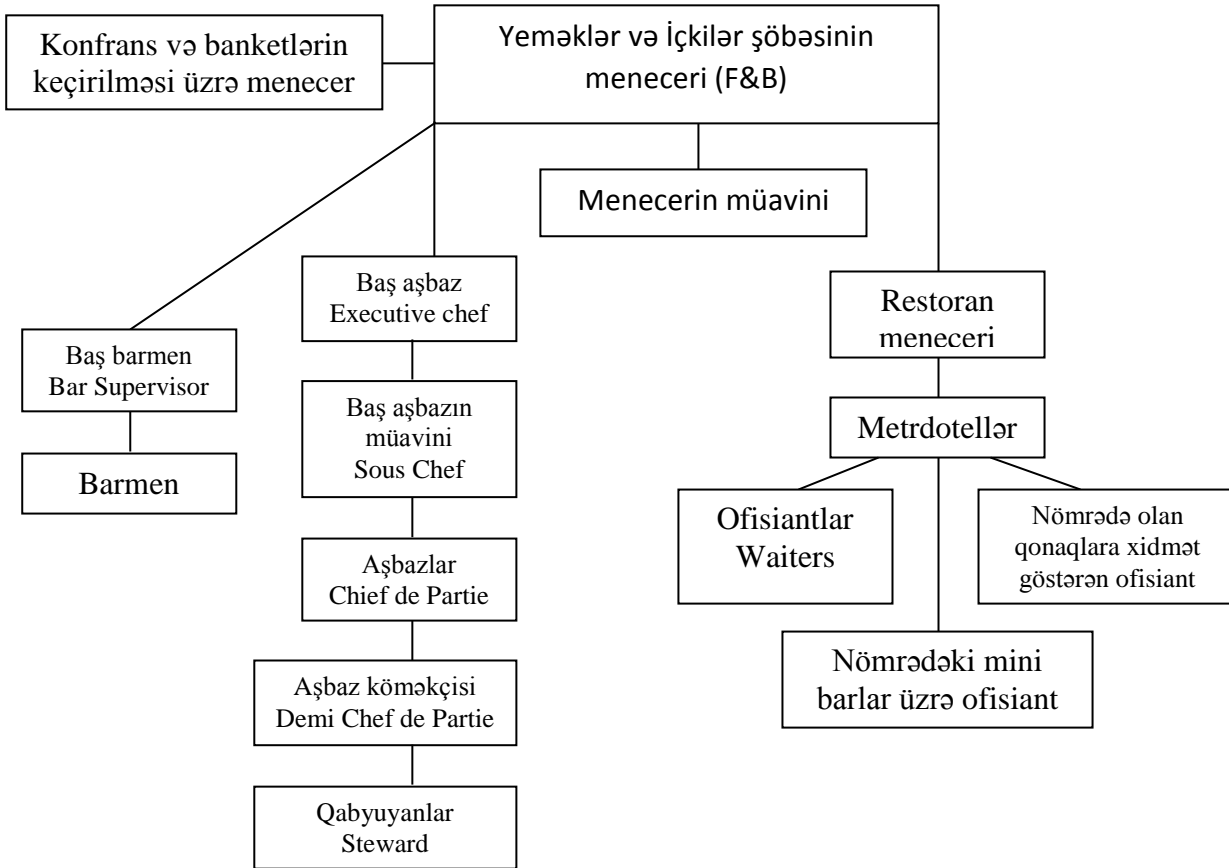 Konfrans və banketlərin
keçirilməsi üzrə menecer
Yeməklər və İçkilər şöbəsinin
meneceri (F&B)
Menecerin müavini
Baş aşbaz
Executive chef
Restoran
meneceri
Baş barmen
Bar Supervisor
Baş aşbazın
müavini
Sous Chef
Metrdotellər
Barmen
Ofisiantlar
Waiters
Nömrədə olan
qonaqlara xidmət
göstərən ofisiant
Aşbazlar
Chief de Partie
Nömrədəki mini
barlar üzrə ofisiant
Aşbaz köməkçisi
Demi Chef de Partie
Qabyuyanlar
Steward